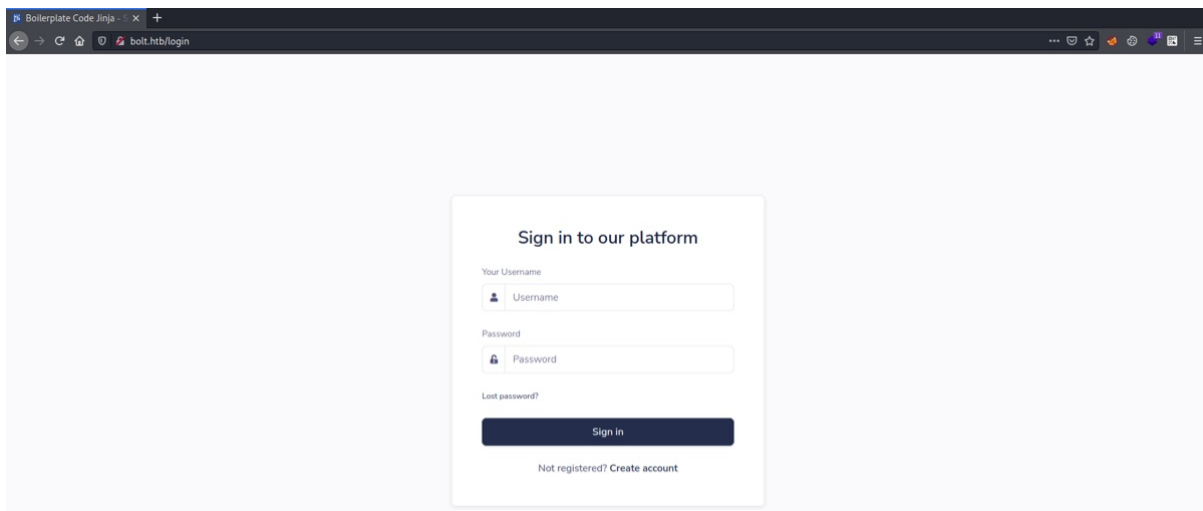 Boilerplate Code Jinja - S
bolt.htb/login
11
Sign in to our platform
Your Username
Username
Password
Password
Lost password?
Sign in
Not registered? Create account